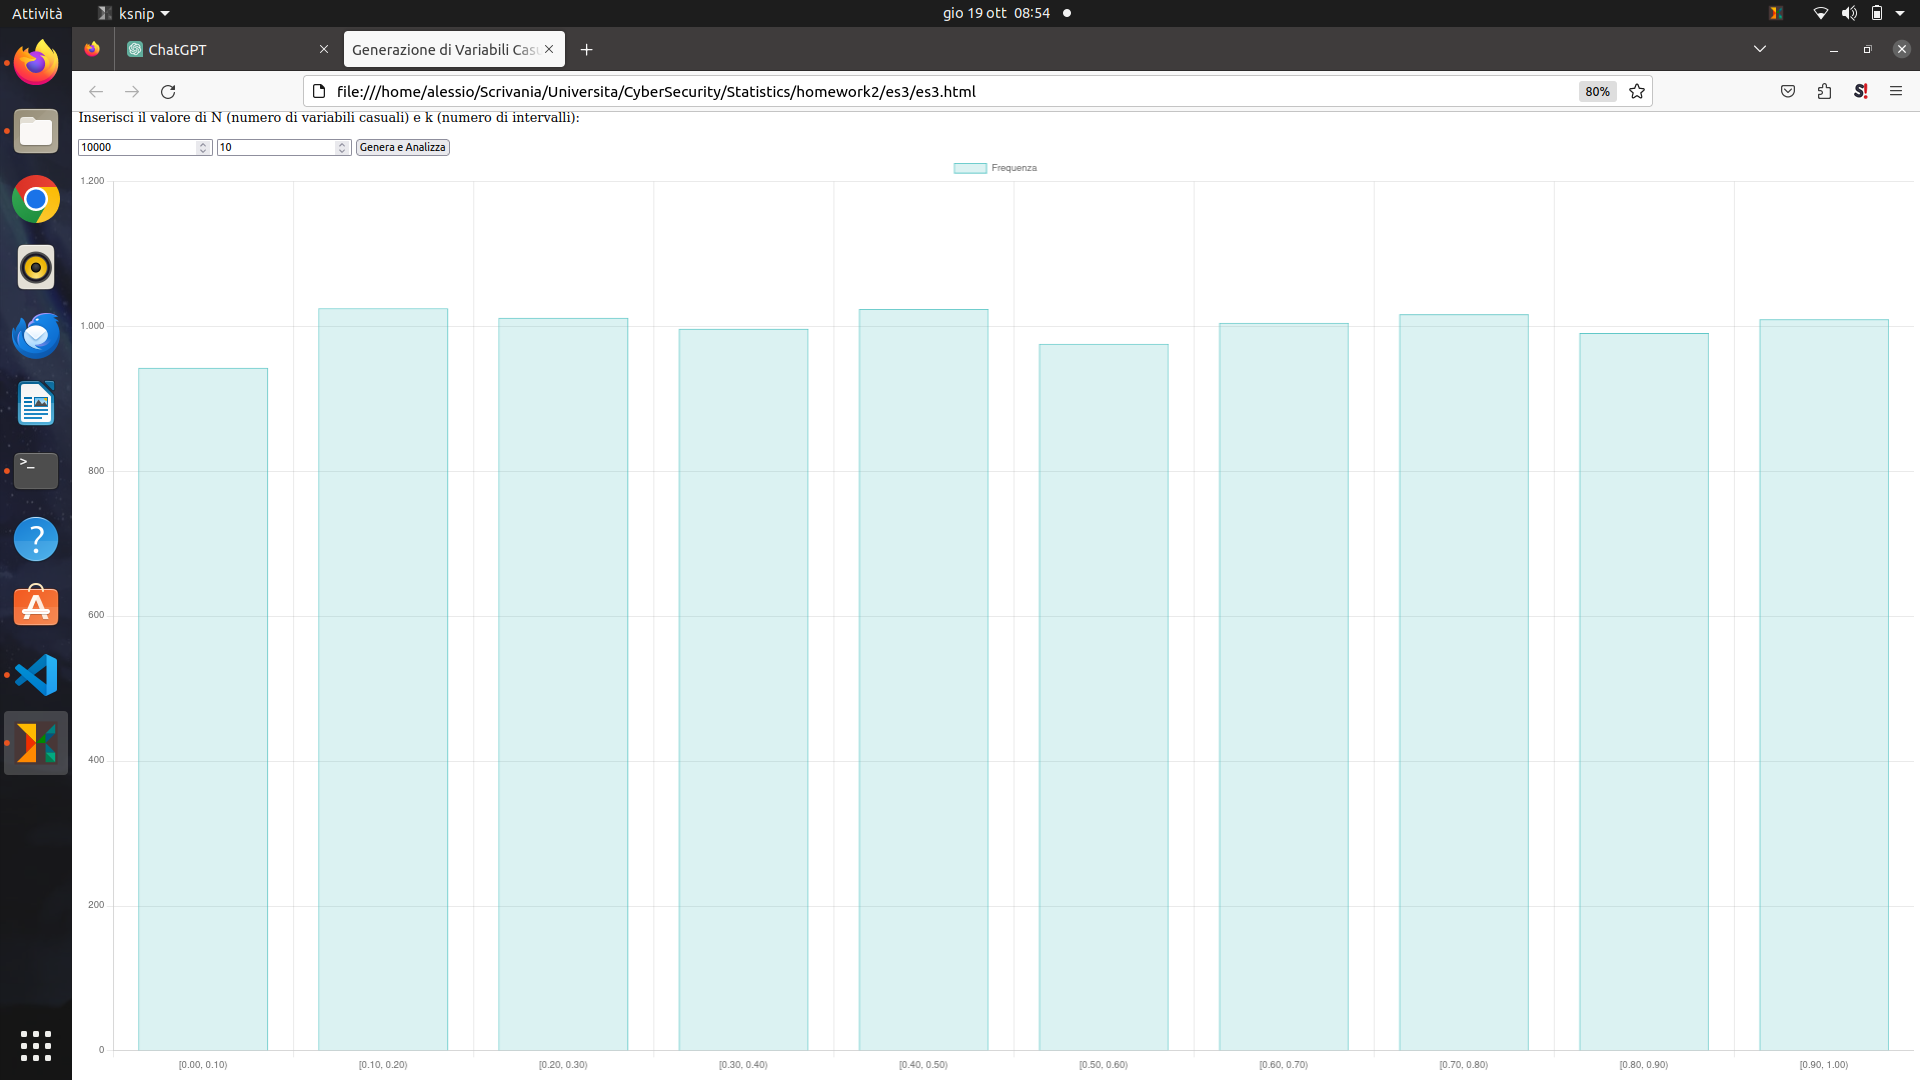 Attività
ksnip
gio 19 ott 08:54
ChatGPT
Generazione di Variabili Casu
file:///home/alessio/Scrivania/Universita/CyberSecurity/Statistics/homework2/es3/es3.html
80%
S!
Inserisci il valore di N (numero di variabili casuali) e k (numero di intervalli):
10000
10
Genera e Analizza
Frequenza
1.200
1.000
800
600
400
200
0
[0.00, 0.10)
[0.10, 0.20)
[0.20, 0.30)
[0.30, 0.40)
[0.40, 0.50)
[0.50, 0.60)
[0.60, 0.70)
[0.70, 0.80)
[0.80, 0.90)
[0.90, 1.00)